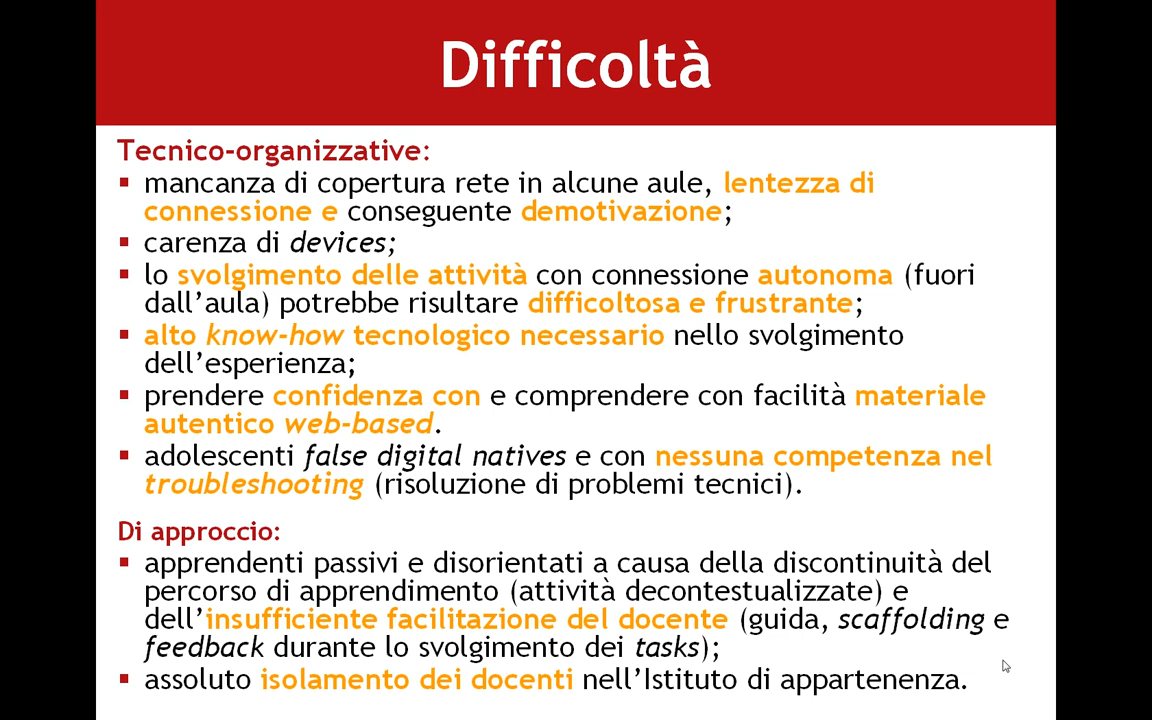 Difficoltà
Tecnico-organizzative:
▪ mancanza di copertura rete in alcune aule, lentezza di
connessione e conseguente demotivazione;
▪ carenza di devices;
▪ lo svolgimento delle attività con connessione autonoma (fuori
dall’aula) potrebbe risultare difficoltosa e frustrante;
▪ alto know-how tecnologico necessario nello svolgimento
dell’esperienza;
▪ prendere confidenza con e comprendere con facilità materiale
autentico web-based.
▪ adolescenti false digital natives e con nessuna competenza nel
troubleshooting (risoluzione di problemi tecnici).
Di approccio:
▪ apprendenti passivi e disorientati a causa della discontinuità del
percorso di apprendimento (attività decontestualizzate) e
dell’insufficiente facilitazione del docente (guida, scaffolding e
feedback durante lo svolgimento dei tasks);
▪ assoluto isolamento dei docenti nell’Istituto di appartenenza.